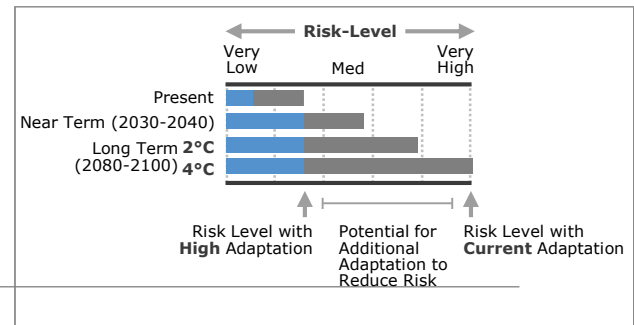 Risk-Level
Very Low
Med
Very High
Present
Near Term (2030-2040)
Long Term 2°C
(2080-2100) 4°C
Risk Level with
High Adaptation
Potential for
Additional
Adaptation to
Reduce Risk
Risk Level with
Current Adaptation